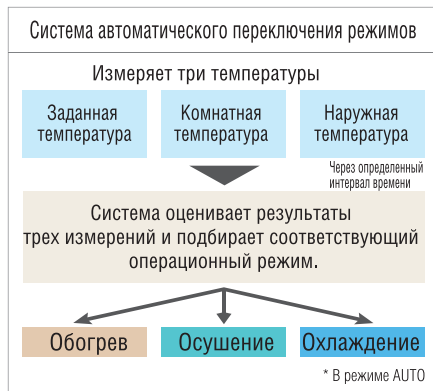 Система автоматического переключения режимов
Измеряет три температуры
Заданная температура
Комнатная температура
Наружная температура
Через определенный
интервал времени
Система оценивает результаты
трех измерений и подбирает соответствующий
операционный режим.
Обогрев
Осушение
Охлаждение
* В режиме AUTO